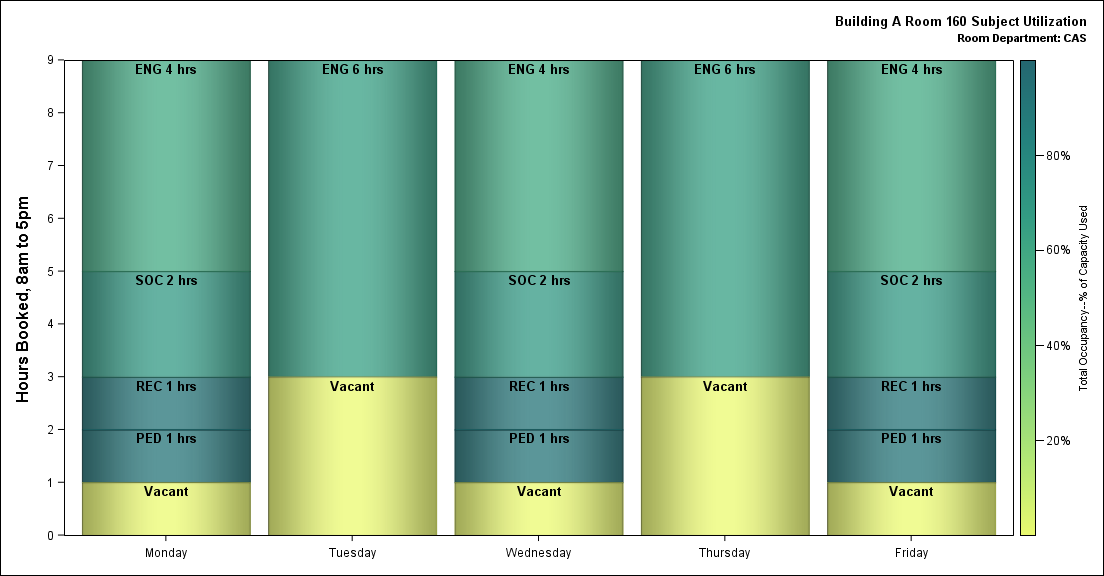 Building A Room 160 Subject Utilization
Room Department: CAS
Hours Booked, 8am to 5pm
9
8
7
6
5
4
3
2
1
0
ENG 4 hrs
SOC 2 hrs
REC 1 hrs
PED 1 hrs
Vacant
ENG 6 hrs
Vacant
ENG 4 hrs
SOC 2 hrs
REC 1 hrs
PED 1 hrs
Vacant
ENG 6 hrs
Vacant
ENG 4 hrs
SOC 2 hrs
REC 1 hrs
PED 1 hrs
Vacant
Monday
Tuesday
Wednesday
Thursday
Friday
80%
60%
40%
20%
Total Occupancy--% of Capacity Used